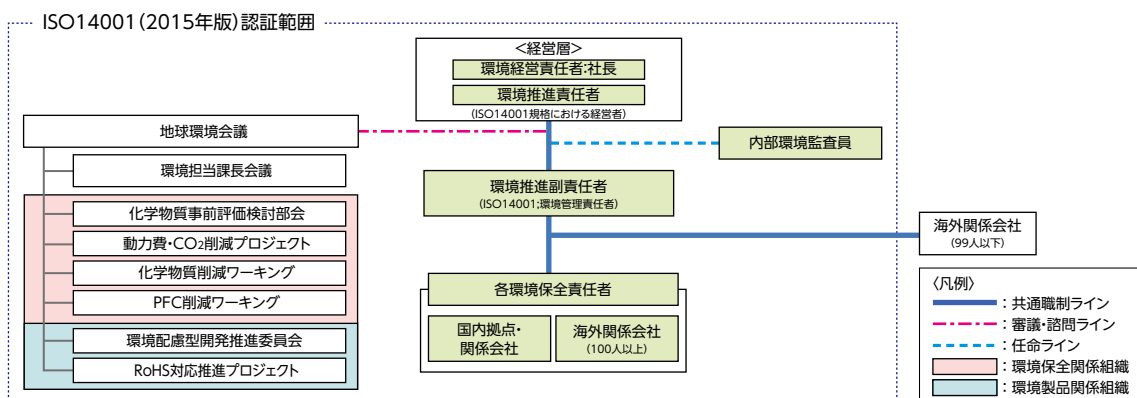 ISO14001(2015年版)認証範囲
<経営層>
環境経営責任者:社長
環境推進責任者
(ISO14001規格における経営者)
地球環境会議
内部環境監査員
環境担当課長会議
環境推進副責任者
(ISO14001;環境管理責任者)
化学物質事前評価検討部会
動力費・CO₂削減プロジェクト
化学物質削減ワーキング
PFC削減ワーキング
環境配慮型開発推進委員会
RoHS対応推進プロジェクト
海外関係会社
(99人以下)
各環境保全責任者
国内拠点・
関係会社
海外関係会社
(100人以上)
〈凡例〉
:共通職制ライン
:審議・諮問ライン
:任命ライン
:環境保全関係組織
:環境製品関係組織